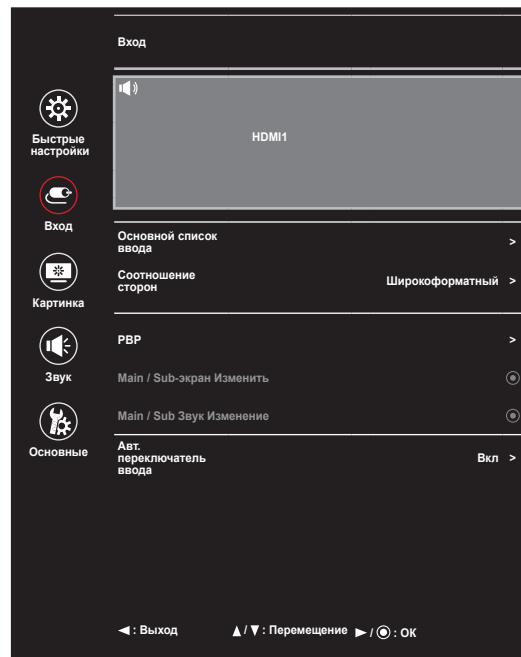 Вход
HDMI1
Быстрые
настройки
Вход
Картинка
Звук
Основные
Основной список
ввода
>
Соотношение
сторон
Широкоформатный >
PBP >
Main / Sub-экран Изменить
Main / Sub Звук Изменение
Авт.
переключатель
ввода
Вкл >
◄ : Выход ▲ / ▼ : Перемещение ► / ◉ : ОК